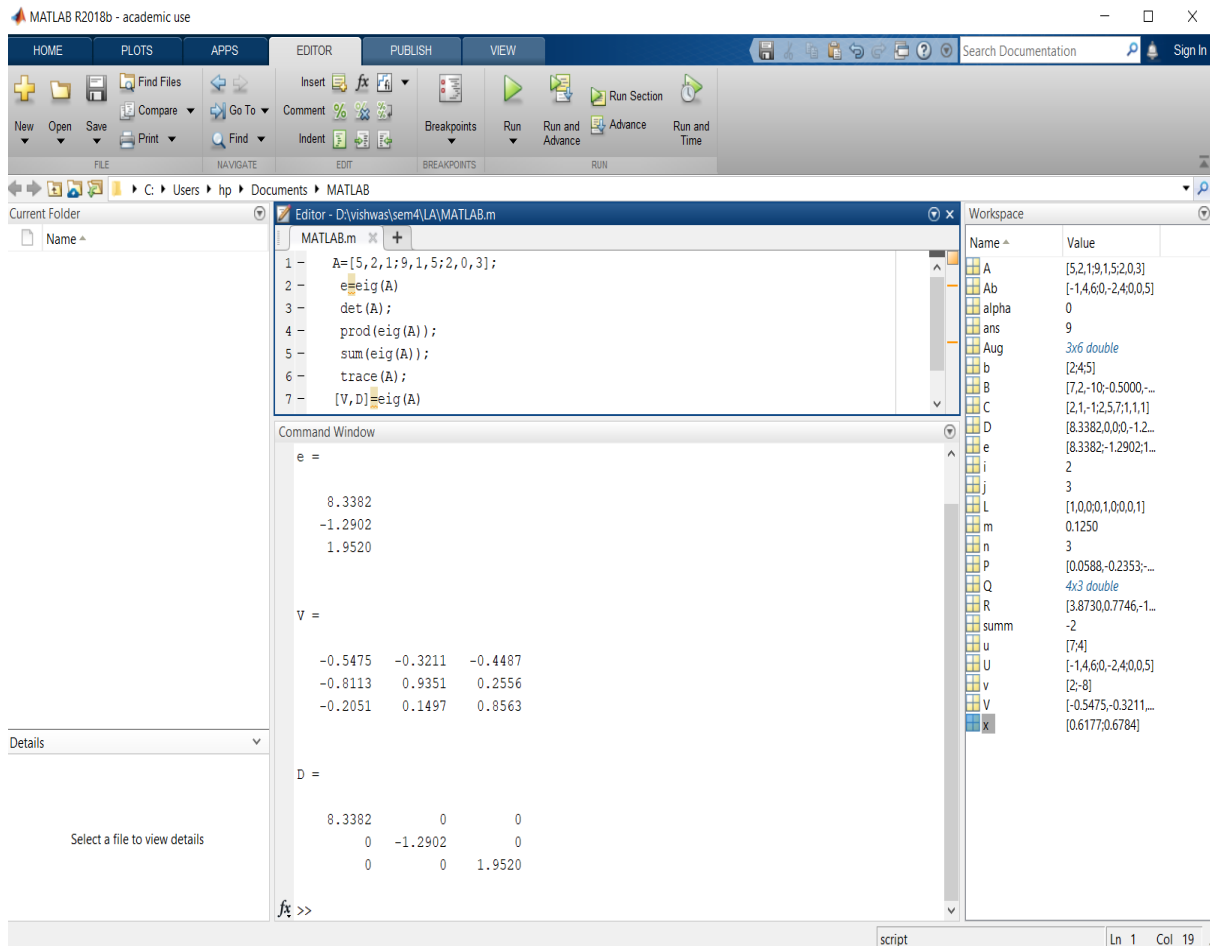 MATLAB R2018b - academic use
HOME PLOTS APPS EDITOR PUBLISH VIEW
Search Documentation
Sign In
New Open Save
Find Files
Compare
Print
FILE
Go To
Find
NAVIGATE
Insert fx
Comment
Indent
EDIT
Breakpoints
BREAKPOINTS
Run
Run and Advance
Run Section
Advance
Run and Time
RUN
C: Users hp Documents MATLAB
Current Folder
Name
Details
Select a file to view details
Editor - D:\vishwas\sem4\LA\MATLAB.m
MATLAB.m
1 - A=[5,2,1;9,1,5;2,0,3];
2 - e=eig(A)
3 - det(A);
4 - prod(eig(A));
5 - sum(eig(A));
6 - trace(A);
7 - [V,D]=eig(A)
Command Window
e =
8.3382
-1.2902
1.9520
V =
-0.5475 -0.3211 -0.4487
-0.8113 0.9351 0.2556
-0.2051 0.1497 0.8563
D =
8.3382 0 0
0 -1.2902 0
0 0 1.9520
fx >>
Workspace
Name Value
A [5,2,1;9,1,5;2,0,3]
Ab [-1,4,6;0,-2,4;0,0,5]
alpha 0
ans 9
Aug 3x6 double
b [2;4;5]
B [7,2,-10;-0.5000,-...
C [2,1,-1;2,5,7;1,1,1]
D [8.3382,0,0;0,-1.2...
e [8.3382;-1.2902;1...
i 2
j 3
L [1,0,0;0,1,0;0,0,1]
m 0.1250
n 3
P [0.0588,-0.2353;-...
Q 4x3 double
R [3.8730,0.7746,-1...
summ -2
u [7;4]
U [-1,4,6;0,-2,4;0,0,5]
v [2;-8]
V [-0.5475,-0.3211,...
x [0.6177;0.6784]
script
Ln 1 Col 19